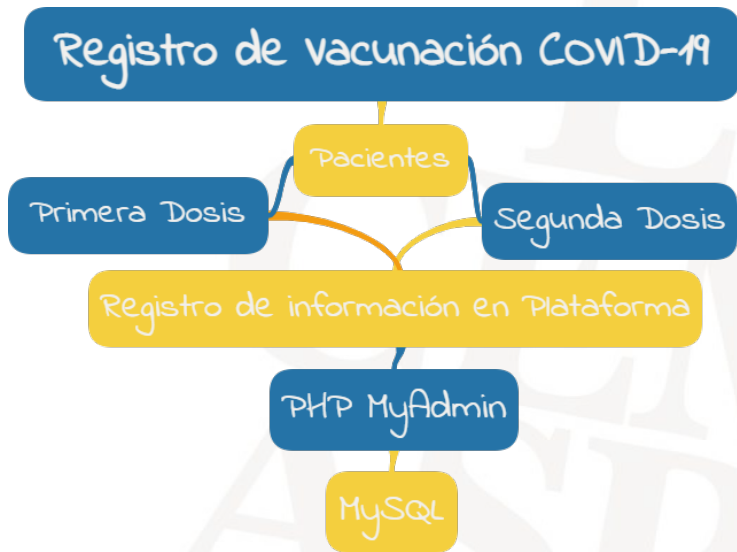 Registro de vacunación COVID-19
Pacientes
Primera Dosis
Segunda Dosis
Registro de información en Plataforma
PHP MyAdmin
MySQL